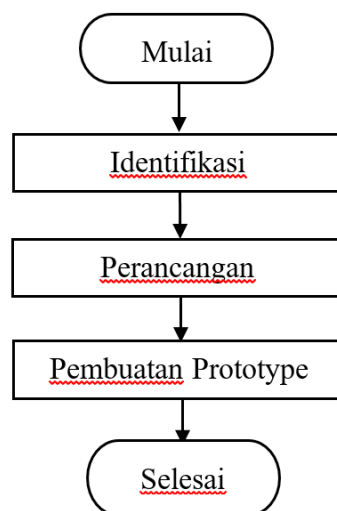 Mulai
Identifikasi
Perancangan
Pembuatan Prototype
Selesai